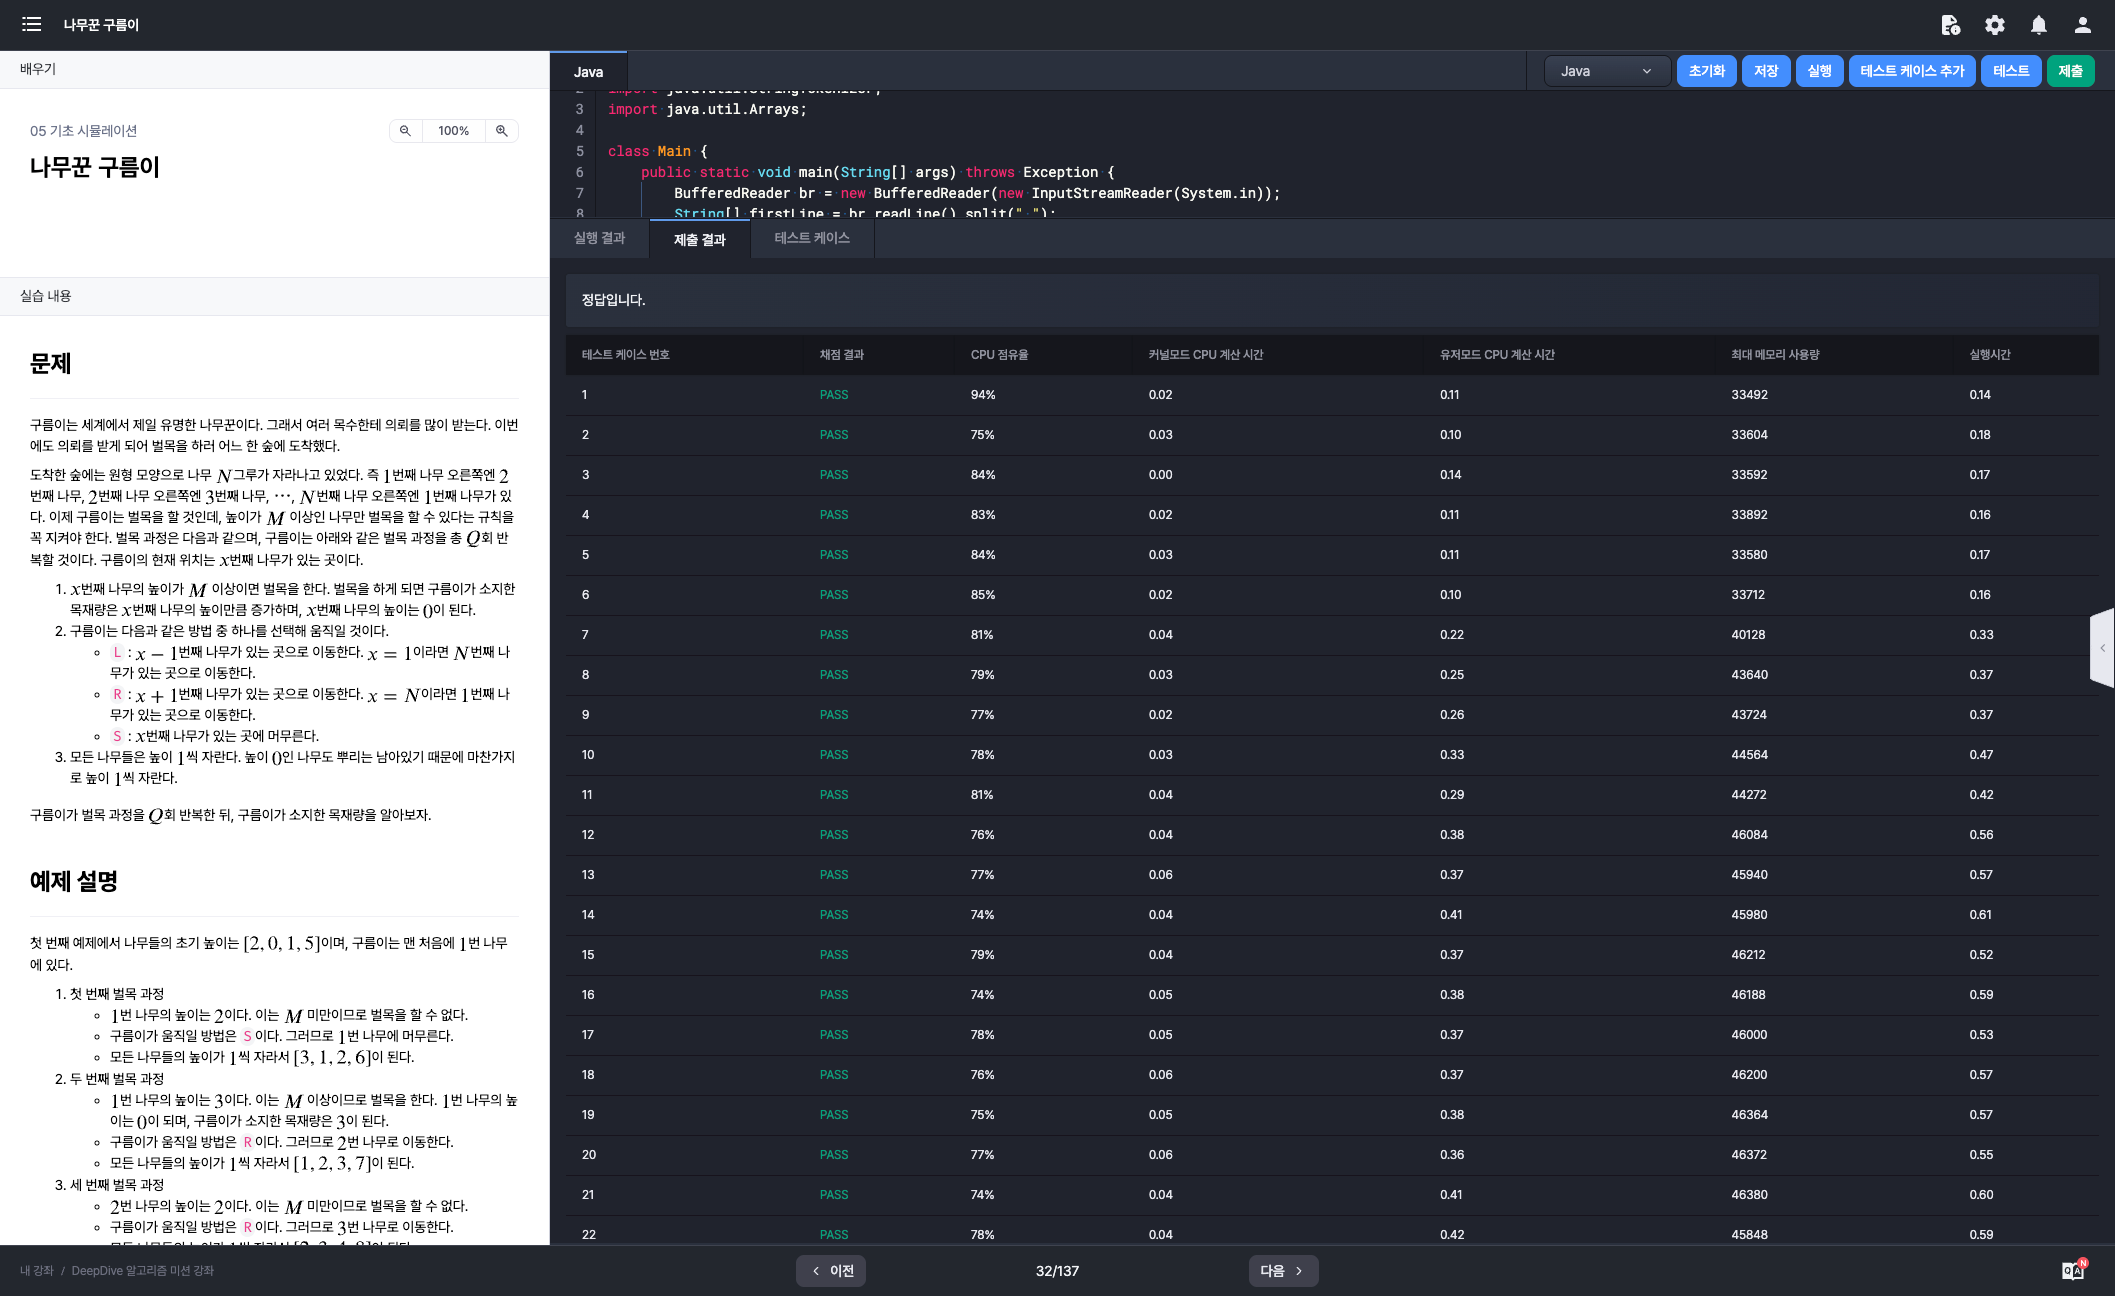 나무꾼 구름이
배우기
05 기초 시뮬레이션
100%
나무꾼 구름이
실습 내용
문제
구름이는 세계에서 제일 유명한 나무꾼이다. 그래서 여러 목수한테 의뢰를 많이 받는다. 이번
에도 의뢰를 받게 되어 벌목을 하러 어느 한 숲에 도착했다.
도착한 숲에는 원형 모양으로 나무 N그루가 자라나고 있었다. 즉 1번째 나무 오른쪽엔 2
번째 나무, 2번째 나무 오른쪽엔 3번째 나무, ⋯, N번째 나무 오른쪽엔 1번째 나무가 있
다. 이제 구름이는 벌목을 할 것인데, 높이가 M 이상인 나무만 벌목을 할 수 있다는 규칙을
꼭 지켜야 한다. 벌목 과정은 다음과 같으며, 구름이는 아래와 같은 벌목 과정을 총 Q회 반
복할 것이다. 구름이의 현재 위치는 x번째 나무가 있는 곳이다.
1. x번째 나무의 높이가 M 이상이면 벌목을 한다. 벌목을 하게 되면 구름이가 소지한
목재량은 x번째 나무의 높이만큼 증가하며, x번째 나무의 높이는 0이 된다.
2. 구름이는 다음과 같은 방법 중 하나를 선택해 움직일 것이다.
L : x − 1번째 나무가 있는 곳으로 이동한다. x = 1이라면 N번째 나
무가 있는 곳으로 이동한다.
R : x + 1번째 나무가 있는 곳으로 이동한다. x = N이라면 1번째 나
무가 있는 곳으로 이동한다.
S : x번째 나무가 있는 곳에 머무른다.
3. 모든 나무들은 높이 1씩 자란다. 높이 0인 나무도 뿌리는 남아있기 때문에 마찬가지
로 높이 1씩 자란다.
구름이가 벌목 과정을 Q회 반복한 뒤, 구름이가 소지한 목재량을 알아보자.
예제 설명
첫 번째 예제에서 나무들의 초기 높이는 [2, 0, 1, 5]이며, 구름이는 맨 처음에 1번 나무
에 있다.
1. 첫 번째 벌목 과정
1번 나무의 높이는 2이다. 이는 M 미만이므로 벌목을 할 수 없다.
구름이가 움직일 방법은 S 이다. 그러므로 1번 나무에 머무른다.
모든 나무들의 높이가 1씩 자라서 [3, 1, 2, 6]이 된다.
2. 두 번째 벌목 과정
1번 나무의 높이는 3이다. 이는 M 이상이므로 벌목을 한다. 1번 나무의 높
이는 0이 되며, 구름이가 소지한 목재량은 3이 된다.
구름이가 움직일 방법은 R 이다. 그러므로 2번 나무로 이동한다.
모든 나무들의 높이가 1씩 자라서 [1, 2, 3, 7]이 된다.
3. 세 번째 벌목 과정
2번 나무의 높이는 2이다. 이는 M 미만이므로 벌목을 할 수 없다.
구름이가 움직일 방법은 R 이다. 그러므로 3번 나무로 이동한다.
모든 나무들의 높이가 1씩 자라서 [2, 3, 4, 8]이 된다.
Java
Java 초기화 저장 실행 테스트 케이스 추가 테스트 제출
2 import java.util.StringTokenizer;
3 import java.util.Arrays;
4
5 class Main {
6 public static void main(String[] args) throws Exception {
7 BufferedReader br = new BufferedReader(new InputStreamReader(System.in));
8 String[] firstLine = br.readLine().split(" ");
실행 결과 제출 결과 테스트 케이스
정답입니다.
테스트 케이스 번호 채점 결과 CPU 점유율 커널모드 CPU 계산 시간 유저모드 CPU 계산 시간 최대 메모리 사용량 실행시간
1 PASS 94% 0.02 0.11 33492 0.14
2 PASS 75% 0.03 0.10 33604 0.18
3 PASS 84% 0.00 0.14 33592 0.17
4 PASS 83% 0.02 0.11 33892 0.16
5 PASS 84% 0.03 0.11 33580 0.17
6 PASS 85% 0.02 0.10 33712 0.16
7 PASS 81% 0.04 0.22 40128 0.33
8 PASS 79% 0.03 0.25 43640 0.37
9 PASS 77% 0.02 0.26 43724 0.37
10 PASS 78% 0.03 0.33 44564 0.47
11 PASS 81% 0.04 0.29 44272 0.42
12 PASS 76% 0.04 0.38 46084 0.56
13 PASS 77% 0.06 0.37 45940 0.57
14 PASS 74% 0.04 0.41 45980 0.61
15 PASS 79% 0.04 0.37 46212 0.52
16 PASS 74% 0.05 0.38 46188 0.59
17 PASS 78% 0.05 0.37 46000 0.53
18 PASS 76% 0.06 0.37 46200 0.57
19 PASS 75% 0.05 0.38 46364 0.57
20 PASS 77% 0.06 0.36 46372 0.55
21 PASS 74% 0.04 0.41 46380 0.60
22 PASS 78% 0.04 0.42 45848 0.59
내 강좌 / DeepDive 알고리즘 미션 강좌
이전
32/137
다음
QA
N